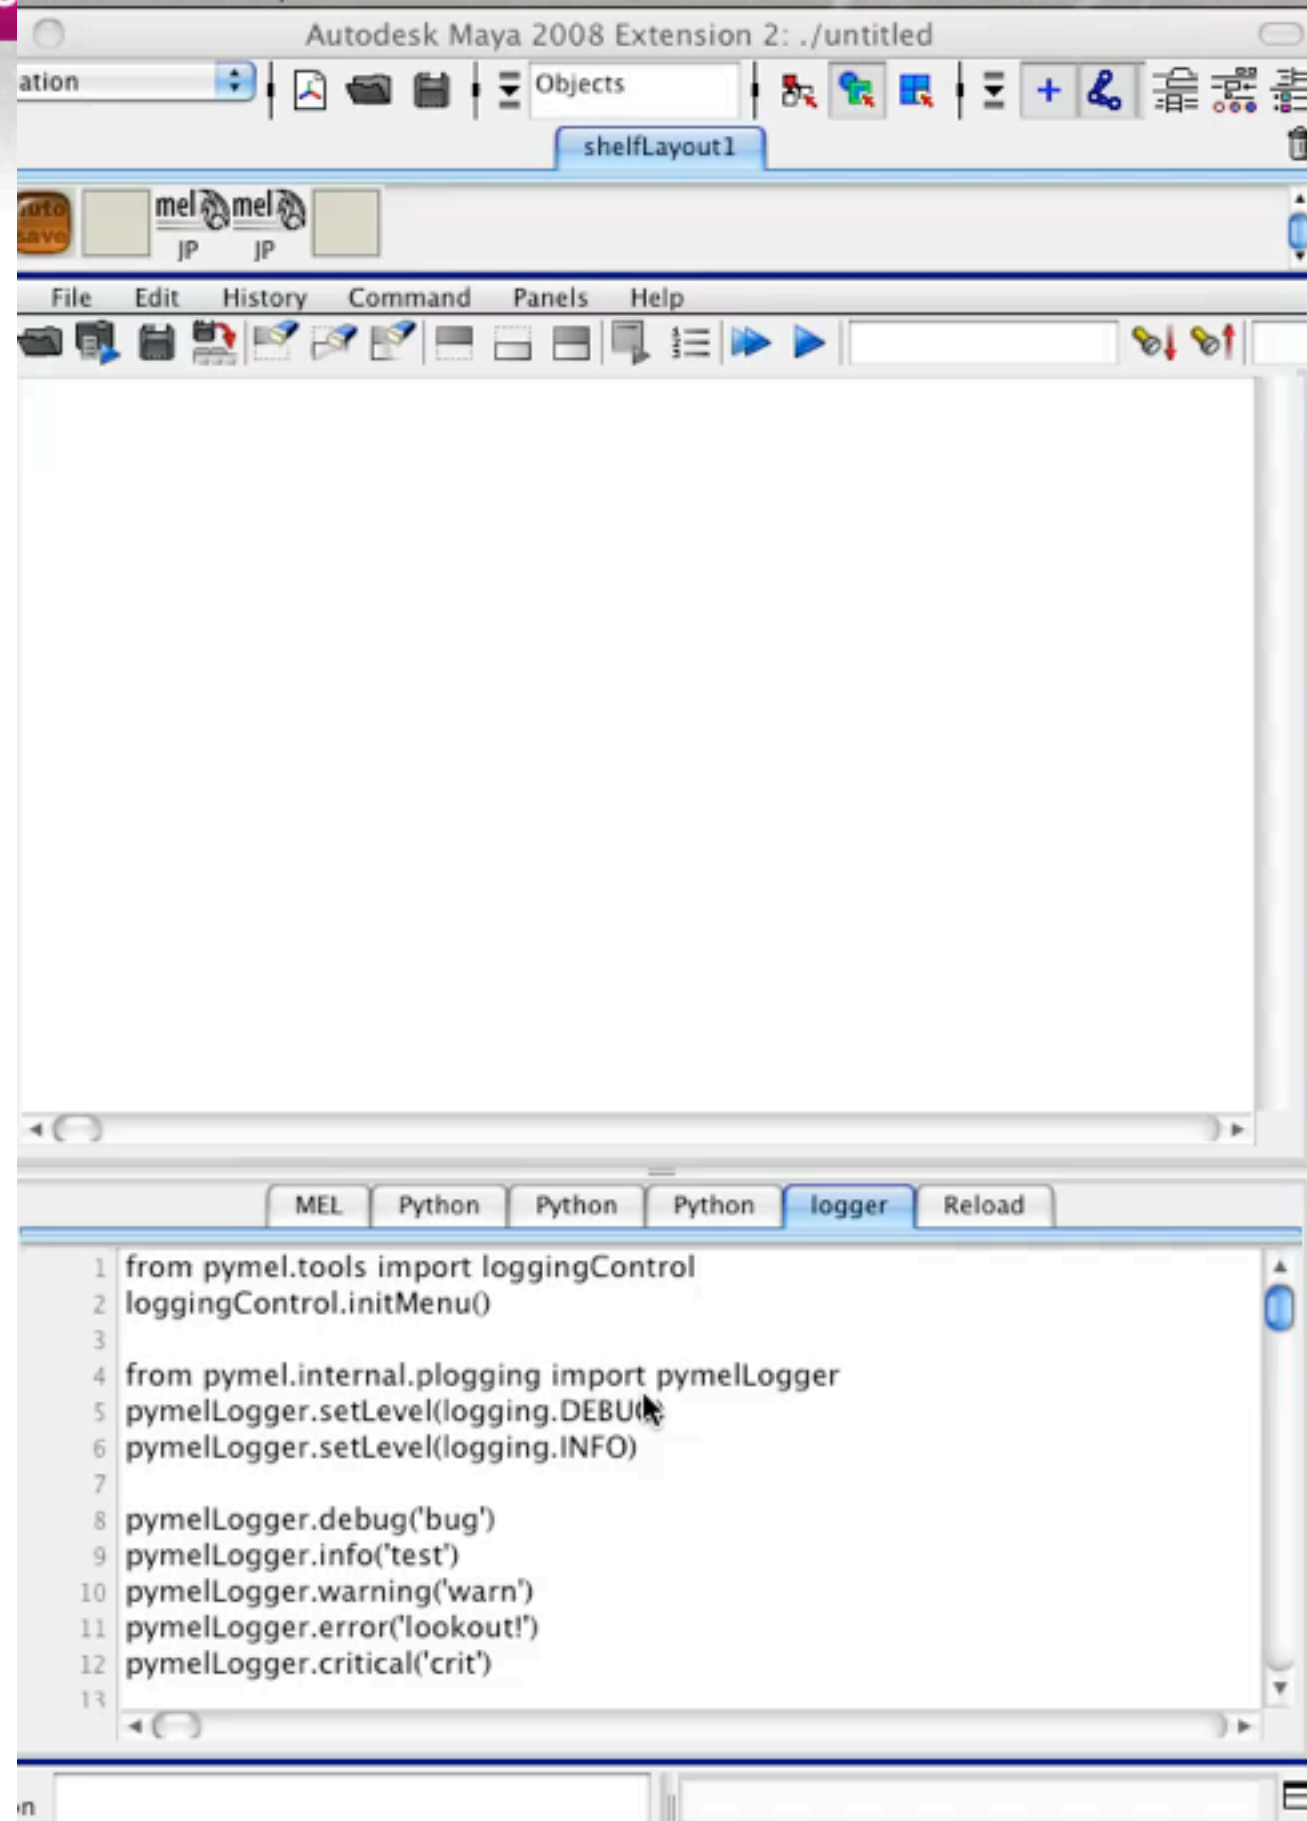 Autodesk Maya 2008 Extension 2: ./untitled
ation
Objects
shelfLayout1
auto
save
mel mel
JP JP
File Edit History Command Panels Help
MEL Python Python Python logger Reload
1 from pymel.tools import loggingControl
2 loggingControl.initMenu()
3
4 from pymel.internal.plogging import pymelLogger
5 pymelLogger.setLevel(logging.DEBU
6 pymelLogger.setLevel(logging.INFO)
7
8 pymelLogger.debug('bug')
9 pymelLogger.info('test')
10 pymelLogger.warning('warn')
11 pymelLogger.error('lookout!')
12 pymelLogger.critical('crit')
13
on